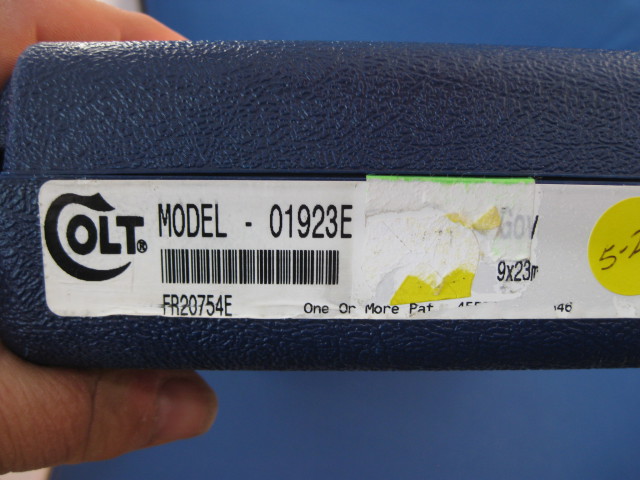 COLT® MODEL - 01923E
Gov
9x23m
FR20754E
One Or More Pat
46
5-2